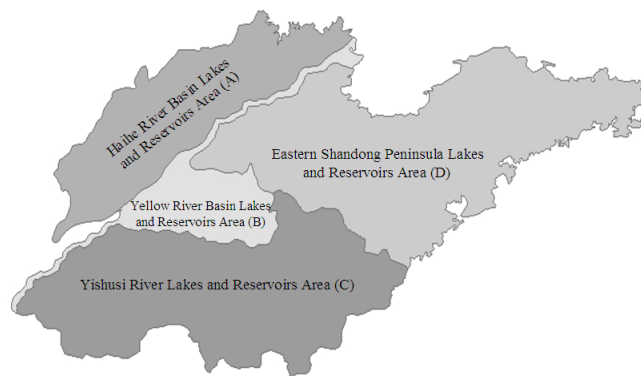 Haihe River Basin Lakes
and Reservoirs Area (A)
Eastern Shandong Peninsula Lakes
and Reservoirs Area (D)
Yellow River Basin Lakes
and Reservoirs Area (B)
Yishusi River Lakes and Reservoirs Area (C)